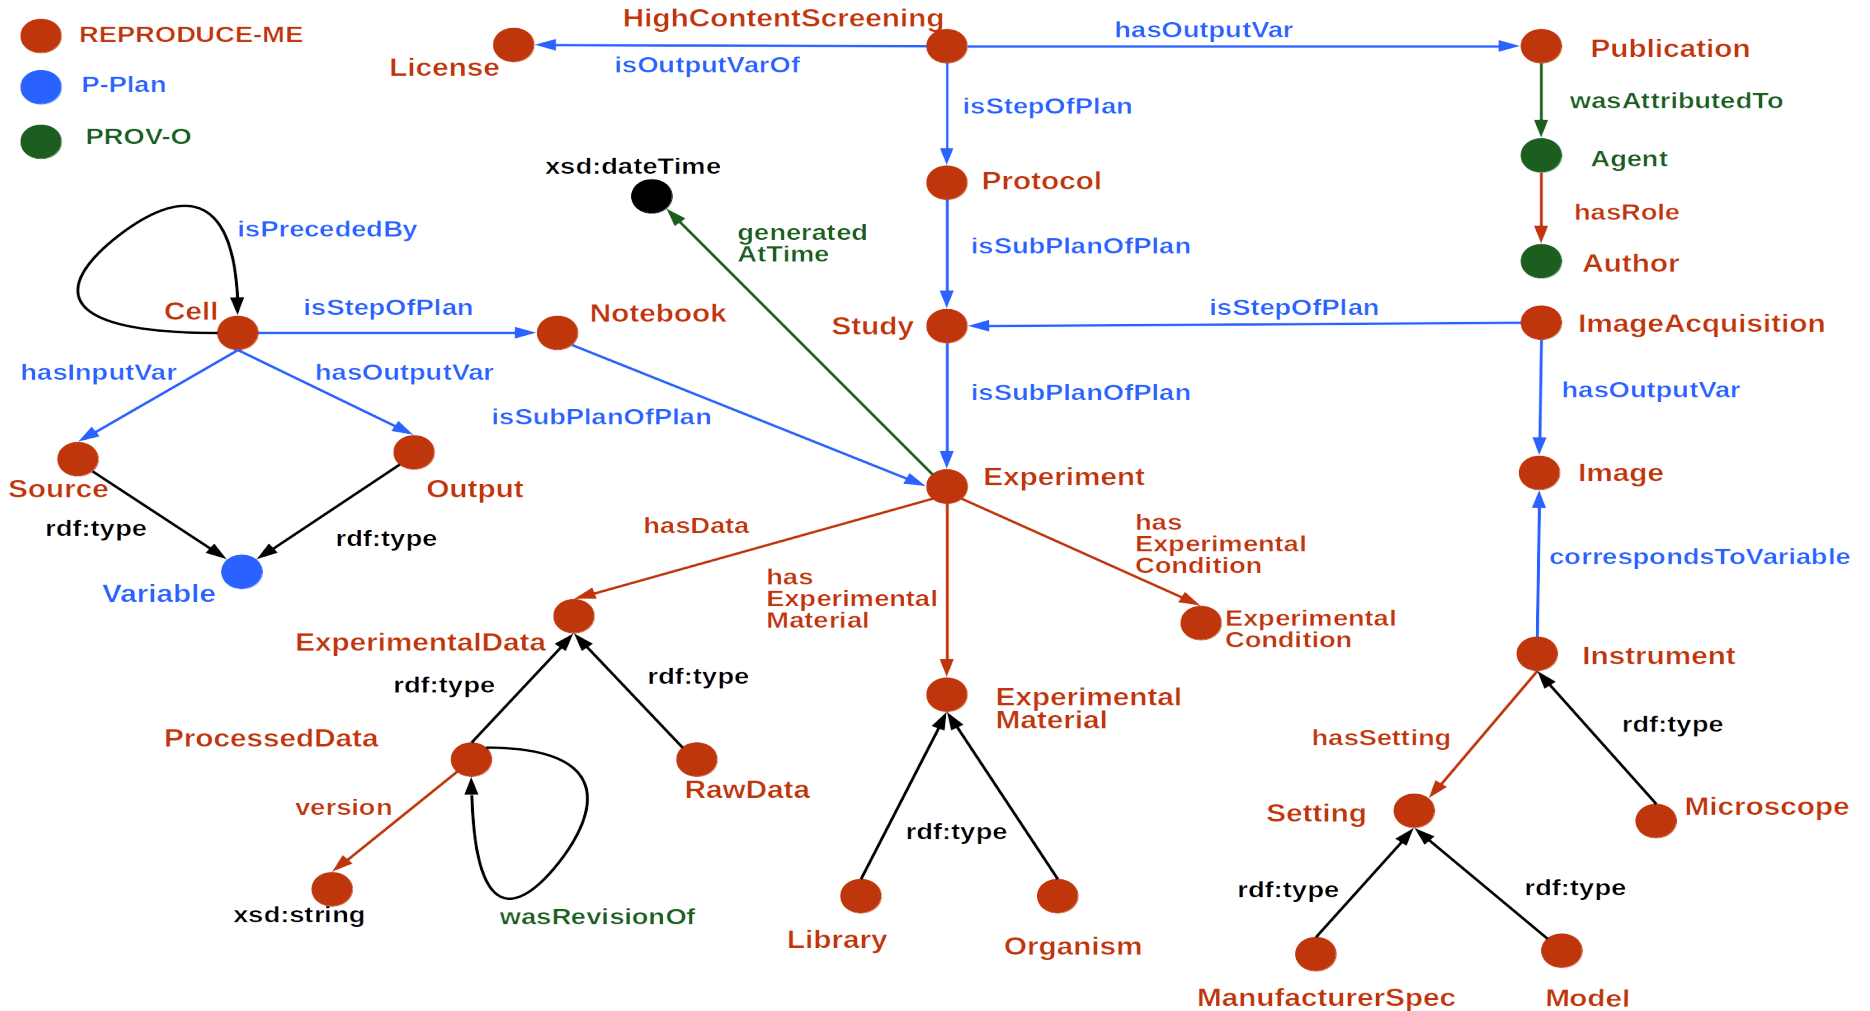 HighContentScreening
REPRODUCE-ME
hasOutputVar
Publication
License
isOutputVarOf
P-Plan
isStepOfPlan
wasAttributedTo
PROV-O
xsd:dateTime
Agent
Protocol
hasRole
isPrecededBy
generated
AtTime
isSubPlanOfPlan
Author
Cell
isStepOfPlan
Notebook
Study
isStepOfPlan
ImageAcquisition
hasInputVar
hasOutputVar
isSubPlanOfPlan
hasOutputVar
isSubPlanOfPlan
Source
Output
Experiment
Image
rdf:type
rdf:type
hasData
has
Experimental
Condition
correspondsToVariable
Variable
has
Experimental
Material
Experimental
Condition
ExperimentalData
Instrument
rdf:type
rdf:type
Experimental
Material
ProcessedData
hasSetting
rdf:type
RawData
version
Setting
Microscope
rdf:type
rdf:type
rdf:type
xsd:string
wasRevisionOf
Library
Organism
ManufacturerSpec
Model